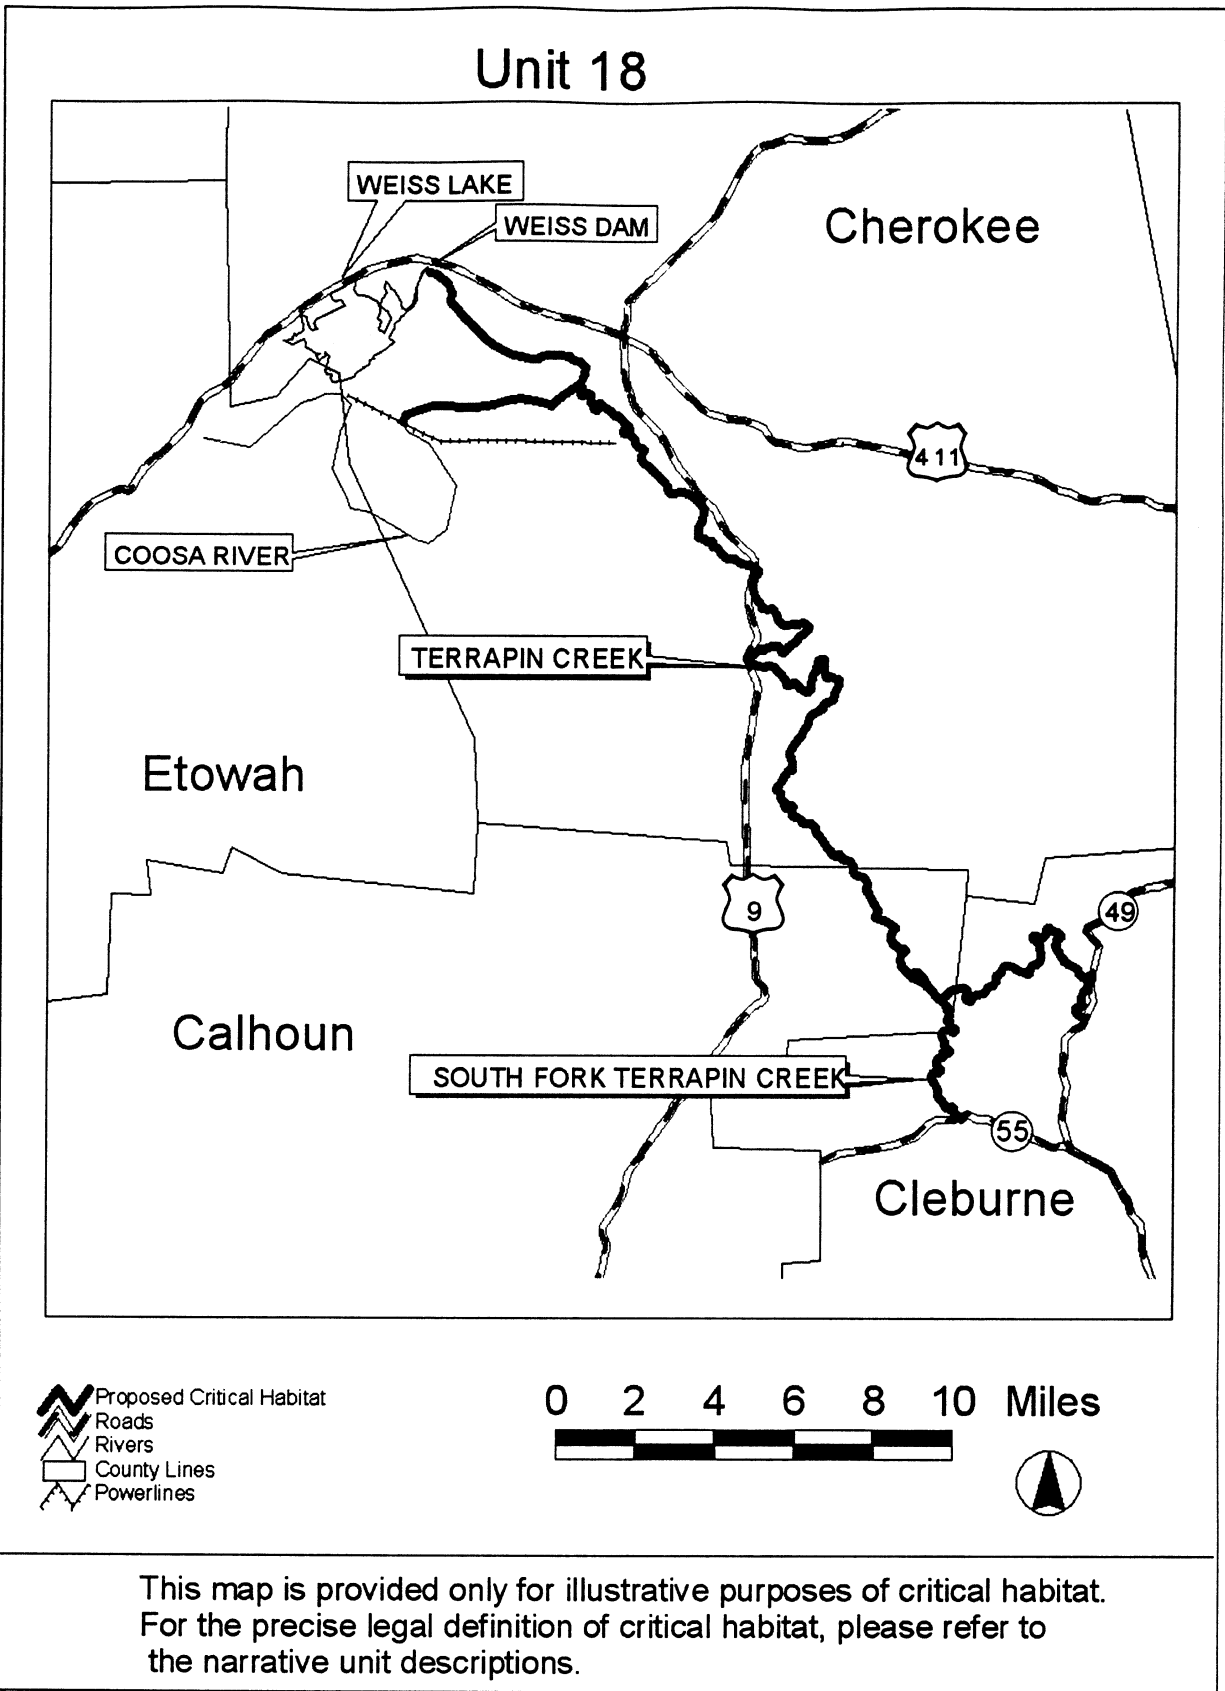 Unit 18
WEISS LAKE
WEISS DAM
Cherokee
411
COOSA RIVER
TERRAPIN CREEK
Etowah
9
49
Calhoun
SOUTH FORK TERRAPIN CREEK
55
Cleburne
Proposed Critical Habitat
Roads
Rivers
County Lines
Powerlines
0 2 4 6 8 10 Miles
This map is provided only for illustrative purposes of critical habitat.
For the precise legal definition of critical habitat, please refer to
the narrative unit descriptions.